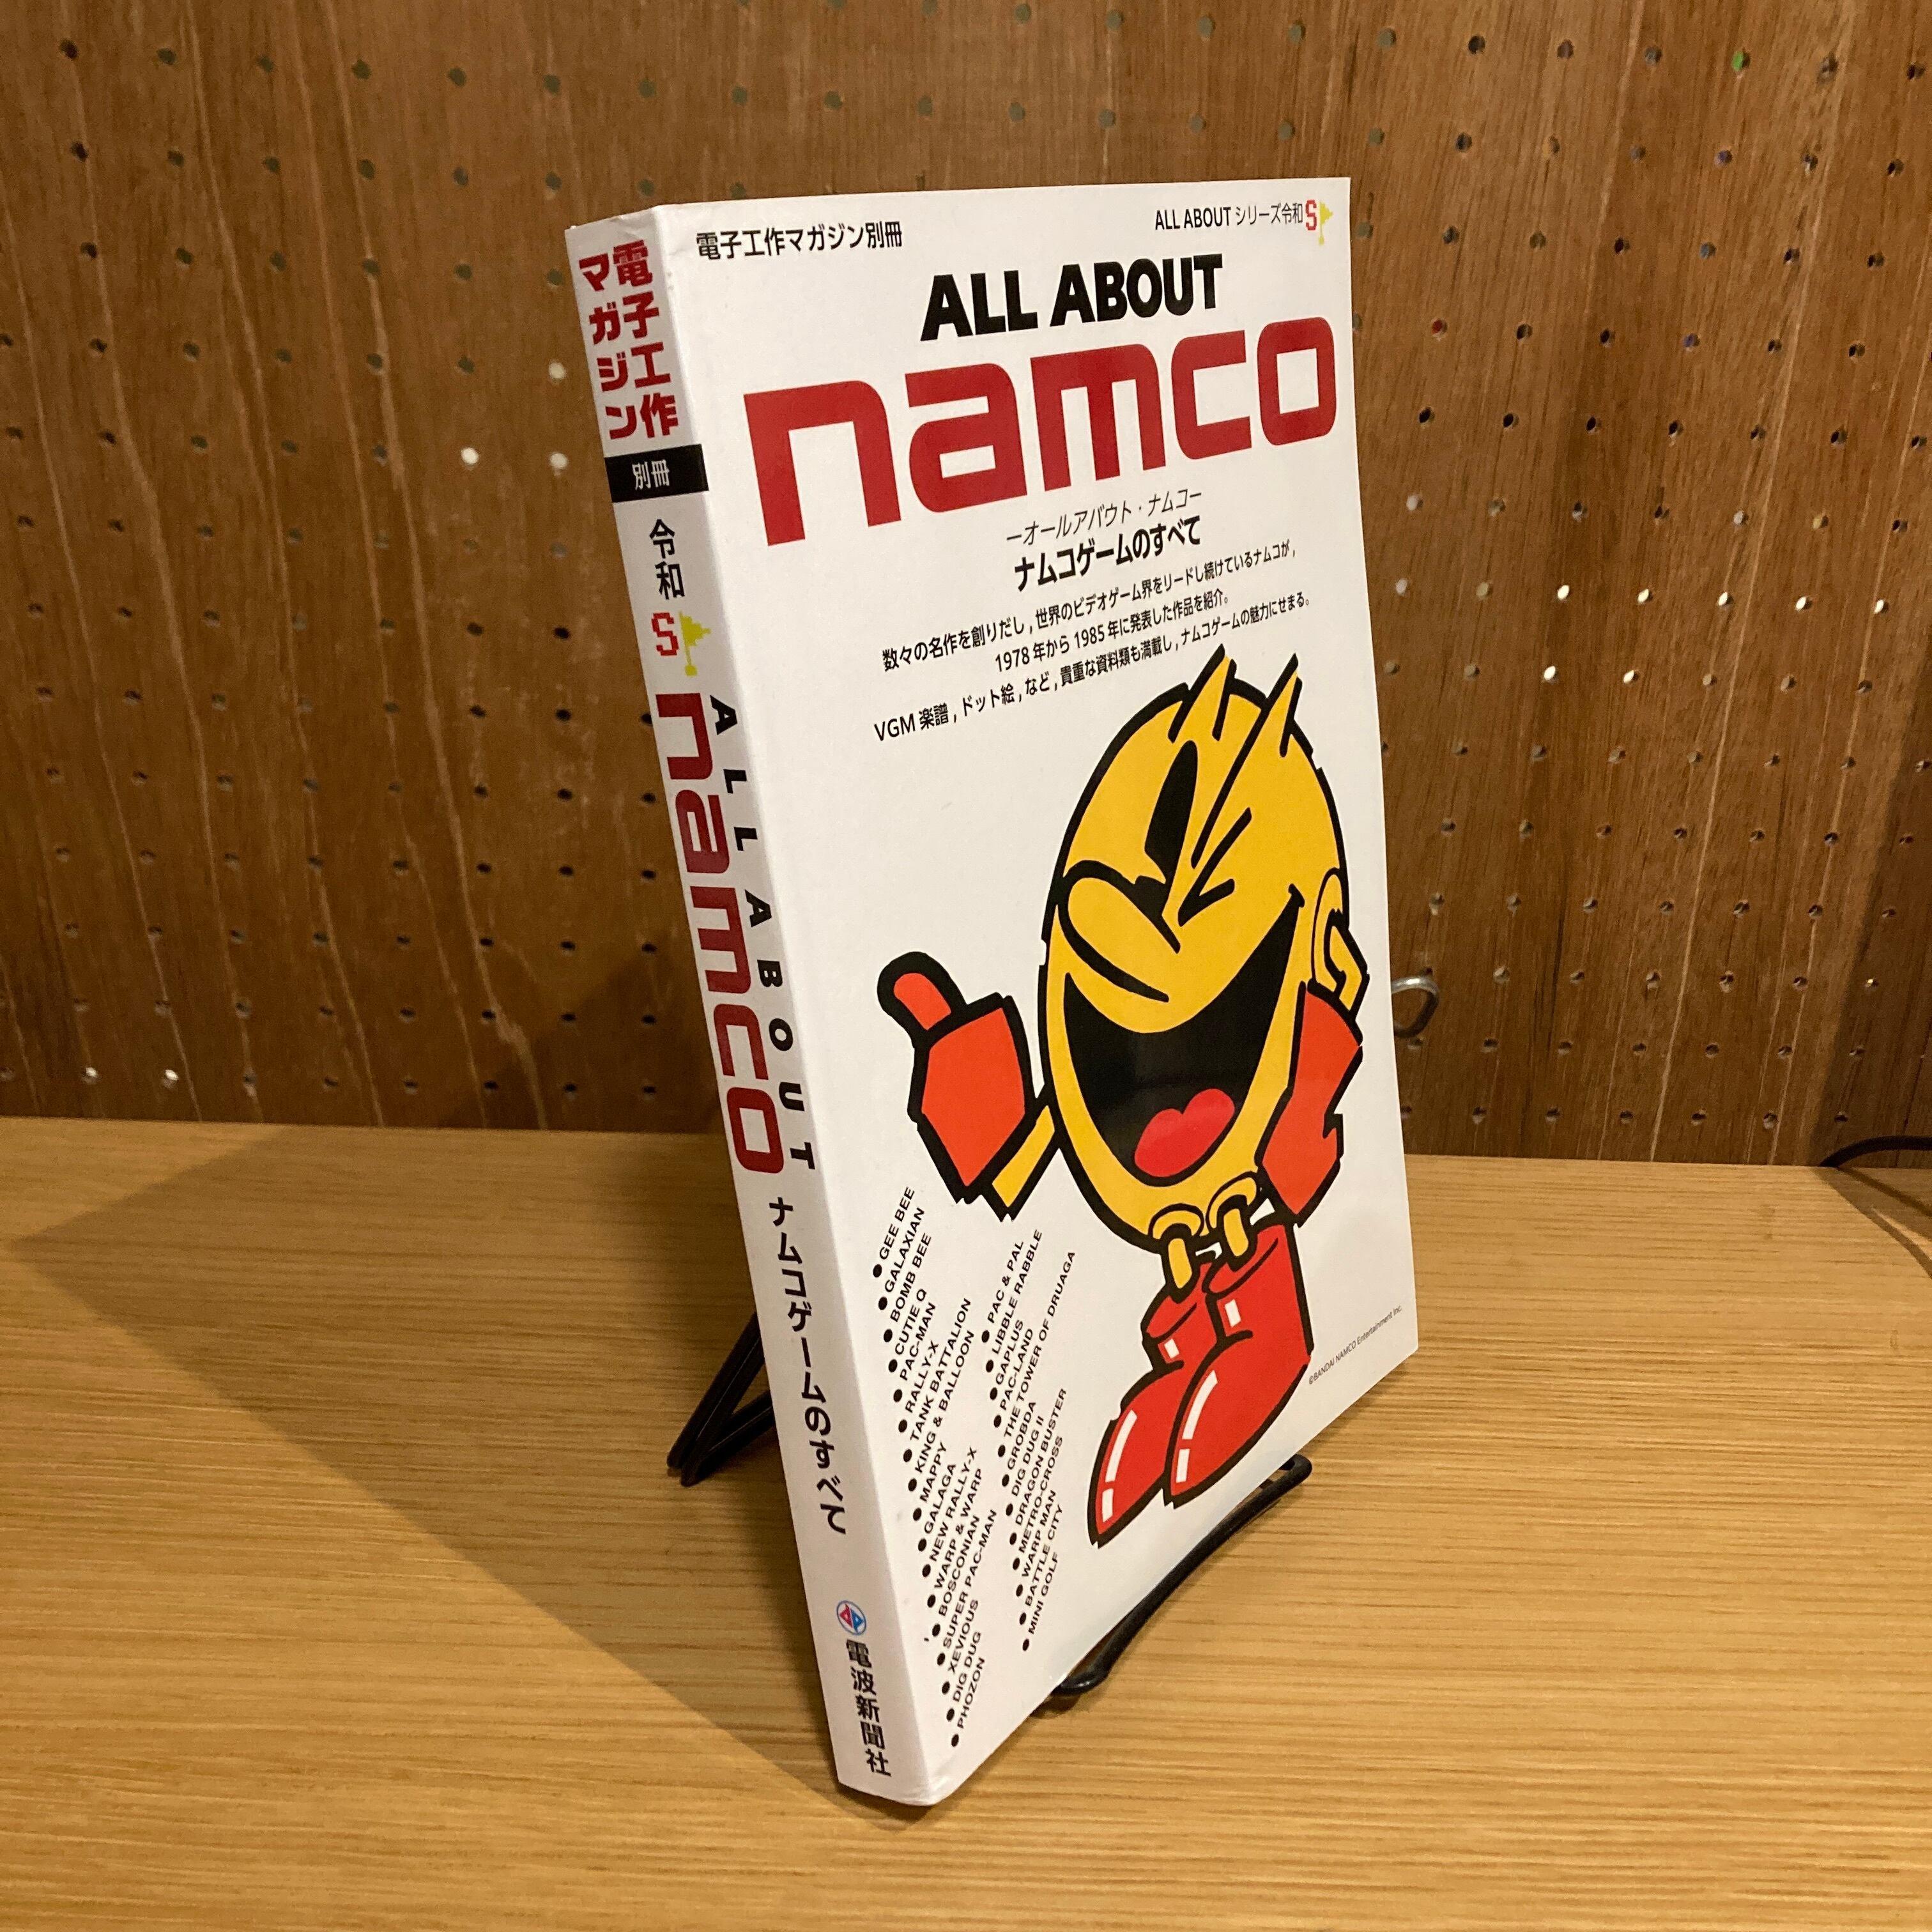 電子工作マガジン
別冊
令和
S
ALL ABOUT
namco
ナムコゲームのすべて
電波新聞社
電子工作マガジン別冊
ALL ABOUTシリーズ令和S
ALL ABOUT
namco
ーオールアバウト・ナムコー
ナムコゲームのすべて
数々の名作を創りだし,世界のビデオゲーム界をリードし続けているナムコが,
1978年から1985年に発表した作品を紹介。
VGM楽譜,ドット絵,など,貴重な資料類も満載し,ナムコゲームの魅力にせまる。
●GEE BEE
●GALAXIAN
●BOMB BEE
●CUTIE Q
●PAC-MAN
●RALLY-X
●TANK BATTALION
●KING & BALLOON
●MAPPY
●GALAGA
●NEW RALLY-X
●WARP & WARP
●BOSCONIAN
●SUPER PAC-MAN
●XEVIOUS
●DIG DUG
●PHOZON
●PAC & PAL
●LIBBLE RABBLE
●GAPLUS
●PAC-LAND
●THE TOWER OF DRUAGA
●GROBDA
●DIG DUG II
●DRAGON BUSTER
●METRO-CROSS
●WARP MAN
●BATTLE CITY
●MINI GOLF
©BANDAI NAMCO Entertainment Inc.